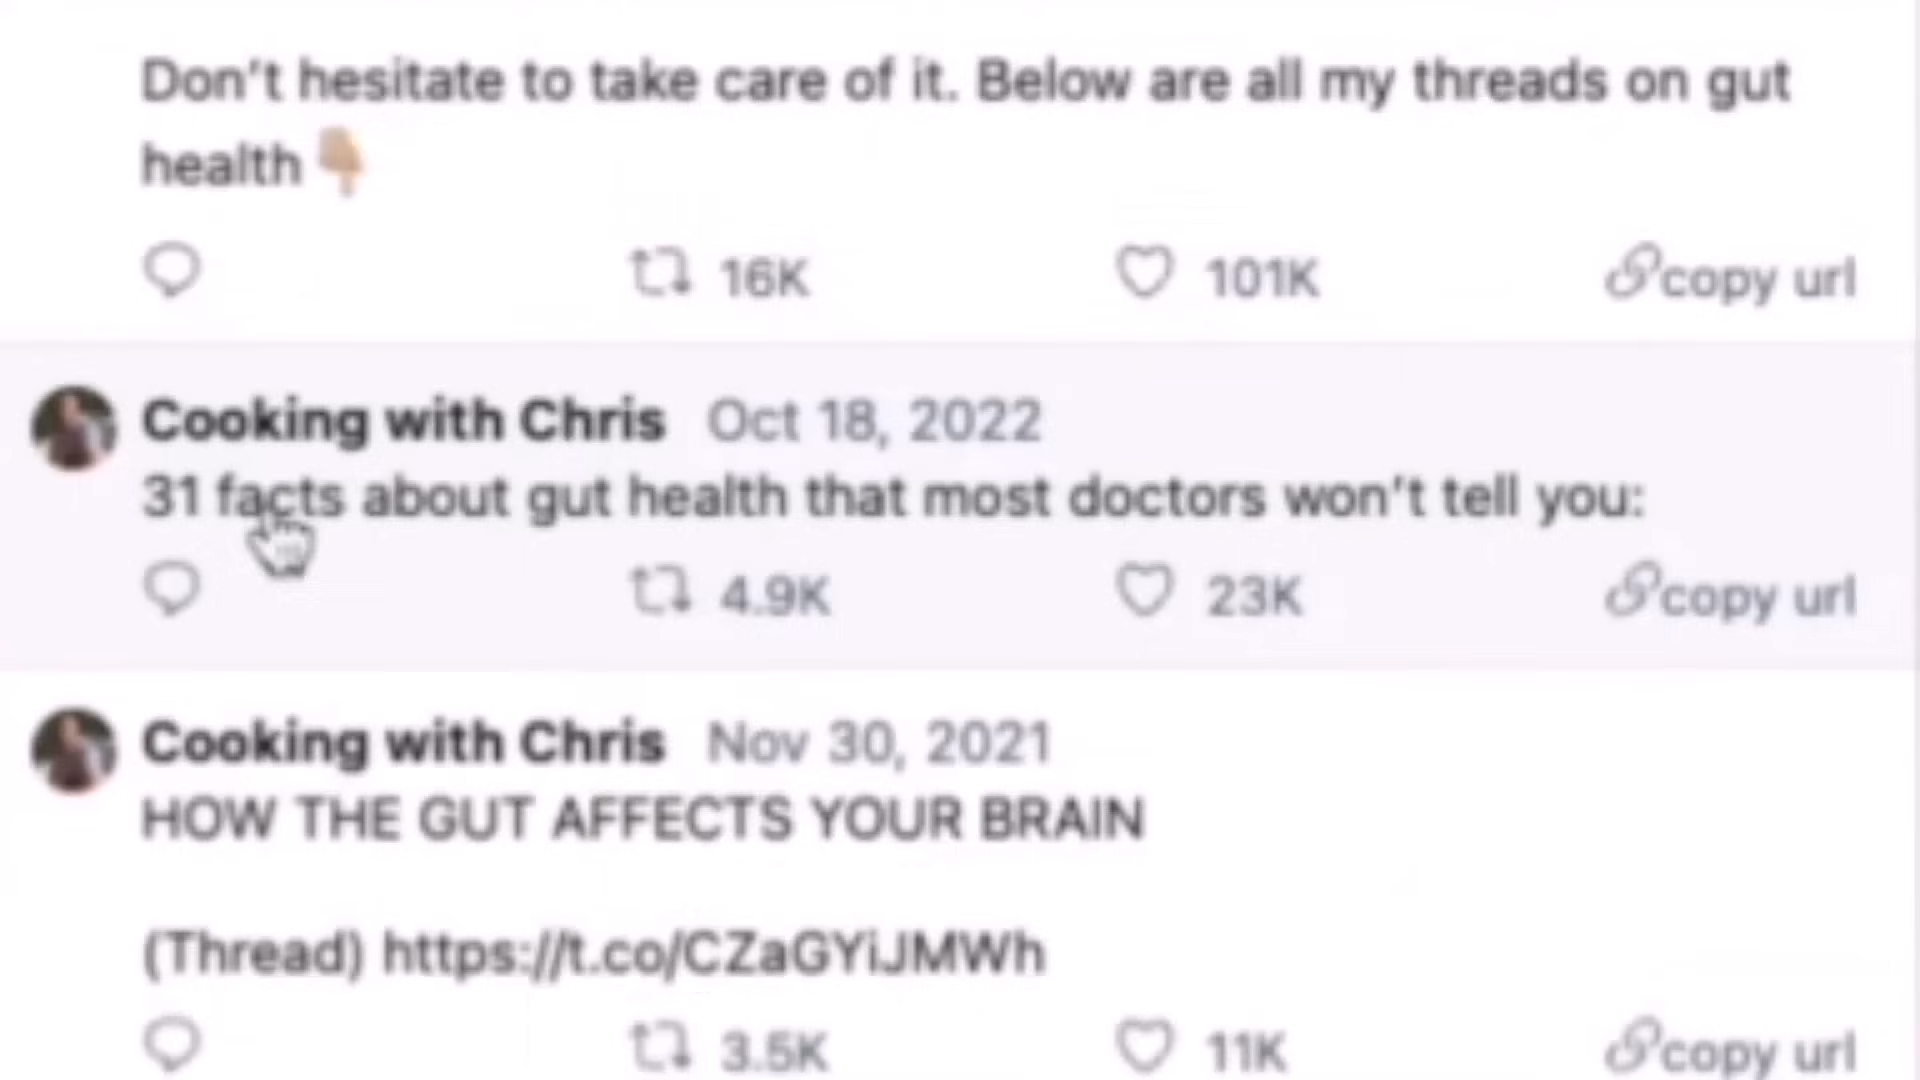 Don't hesitate to take care of it. Below are all my threads on gut
health
16K 101K copy url
Cooking with Chris Oct 18, 2022
31 facts about gut health that most doctors won't tell you:
4.9K 23K copy url
Cooking with Chris Nov 30, 2021
HOW THE GUT AFFECTS YOUR BRAIN
(Thread) https://t.co/CZaGYiJMWh
3.5K 11K copy url